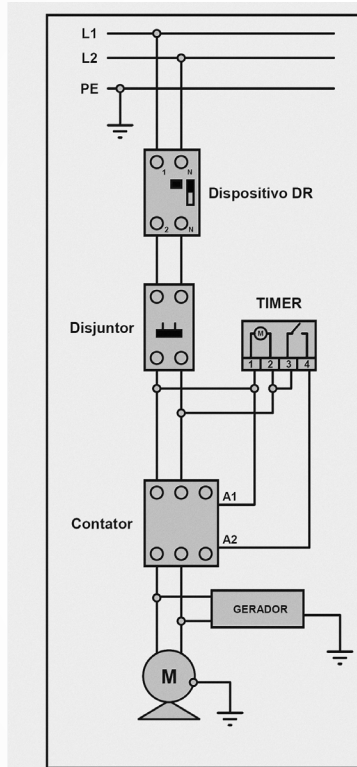 L1
L2
PE
1 N
Dispositivo DR
2 N
TIMER
Disjuntor
M
1 2 3 4
A1
Contator
A2
GERADOR
M